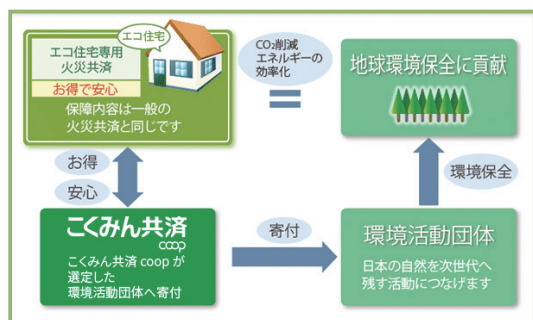 エコ住宅
エコ住宅専用
火災共済
お得で安心
保障内容は一般の
火災共済と同じです
CO₂削減
エネルギーの
効率化
地球環境保全に貢献
お得
安心
環境保全
こくみん共済
coop
こくみん共済 coop が
選定した
環境活動団体へ寄付
寄付
環境活動団体
日本の自然を次世代へ
残す活動につなげます